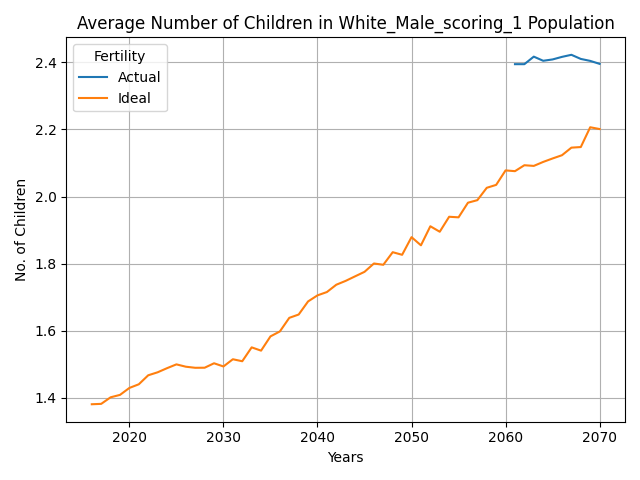 Average Number of Children in White_Male_scoring_1 Population
Fertility
Actual
Ideal
No. of Children
2.4
2.2
2.0
1.8
1.6
1.4
2020 2030 2040 2050 2060 2070
Years